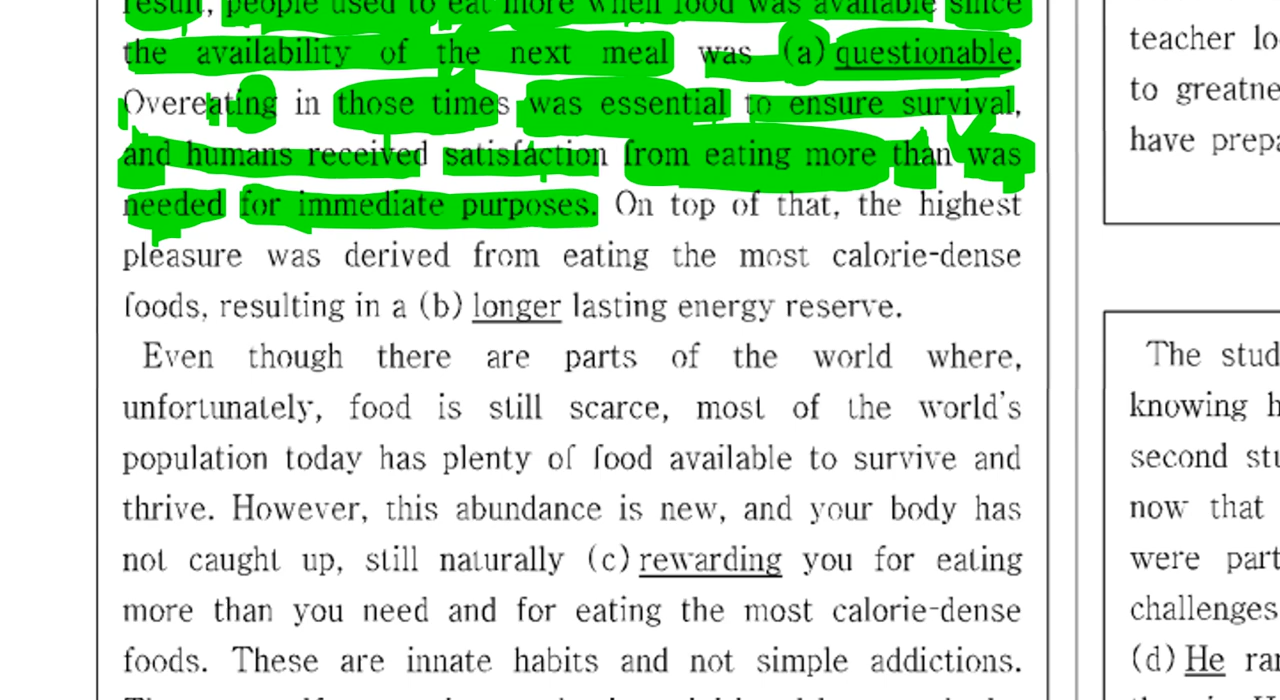 result, people used to eat more when food was available since
the availability of the next meal was (a) questionable.
Overeating in those times was essential to ensure survival,
and humans received satisfaction from eating more than was
needed for immediate purposes. On top of that, the highest
pleasure was derived from eating the most calorie-dense
foods, resulting in a (b) longer lasting energy reserve.
Even though there are parts of the world where,
unfortunately, food is still scarce, most of the world's
population today has plenty of food available to survive and
thrive. However, this abundance is new, and your body has
not caught up, still naturally (c) rewarding you for eating
more than you need and for eating the most calorie-dense
foods. These are innate habits and not simple addictions.
teacher
to
have
The
knowing
second
now that
were
challenges
(d) He